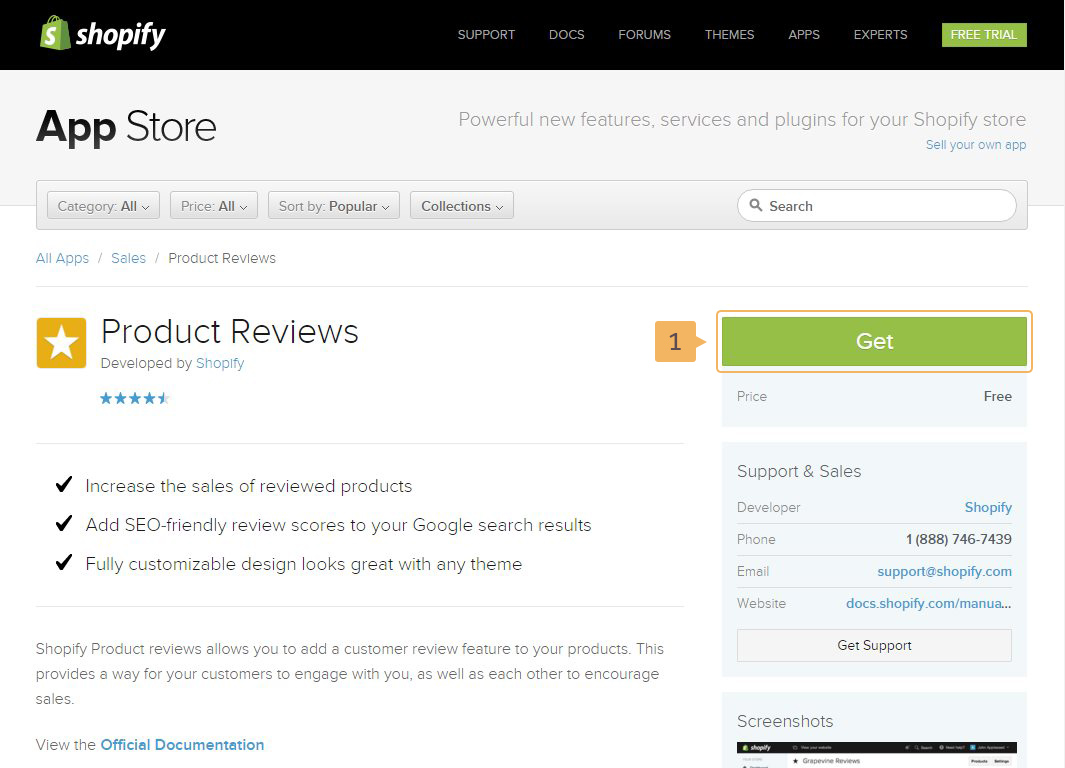 shopify
SUPPORT DOCS FORUMS THEMES APPS EXPERTS FREE TRIAL
App Store
Powerful new features, services and plugins for your Shopify store
Sell your own app
Category: All Price: All Sort by: Popular Collections Search
All Apps / Sales / Product Reviews
Product Reviews
Developed by Shopify
1
Get
Price Free
Increase the sales of reviewed products
Add SEO-friendly review scores to your Google search results
Fully customizable design looks great with any theme
Shopify Product reviews allows you to add a customer review feature to your products. This
provides a way for your customers to engage with you, as well as each other to encourage
sales.
View the Official Documentation
Support & Sales
Developer Shopify
Phone 1 (888) 746-7439
Email support@shopify.com
Website docs.shopify.com/manua...
Get Support
Screenshots
shopify View your website Search Need help? John Appleseed
Grapevine Reviews Products Settings
Dashboard